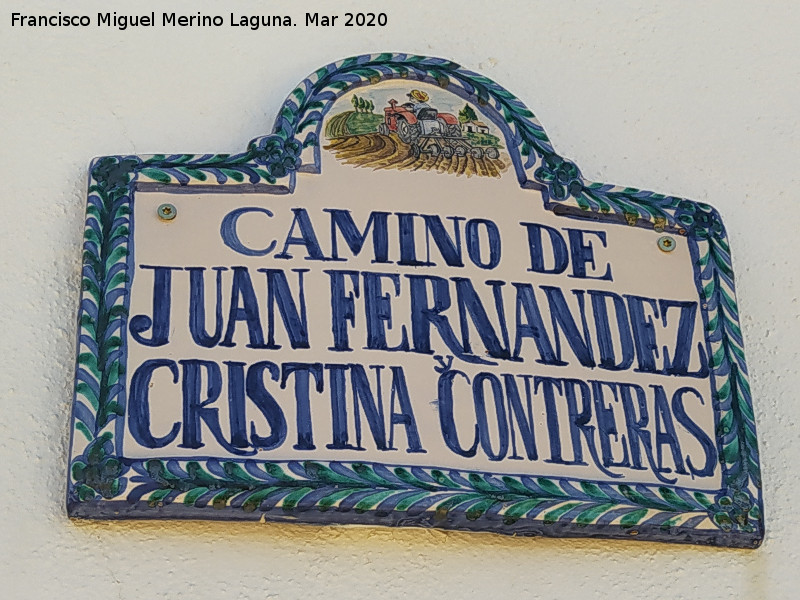 Francisco Miguel Merino Laguna. Mar 2020
CAMINO DE
JUAN FERNANDEZ
y
CRISTINA CONTRERAS